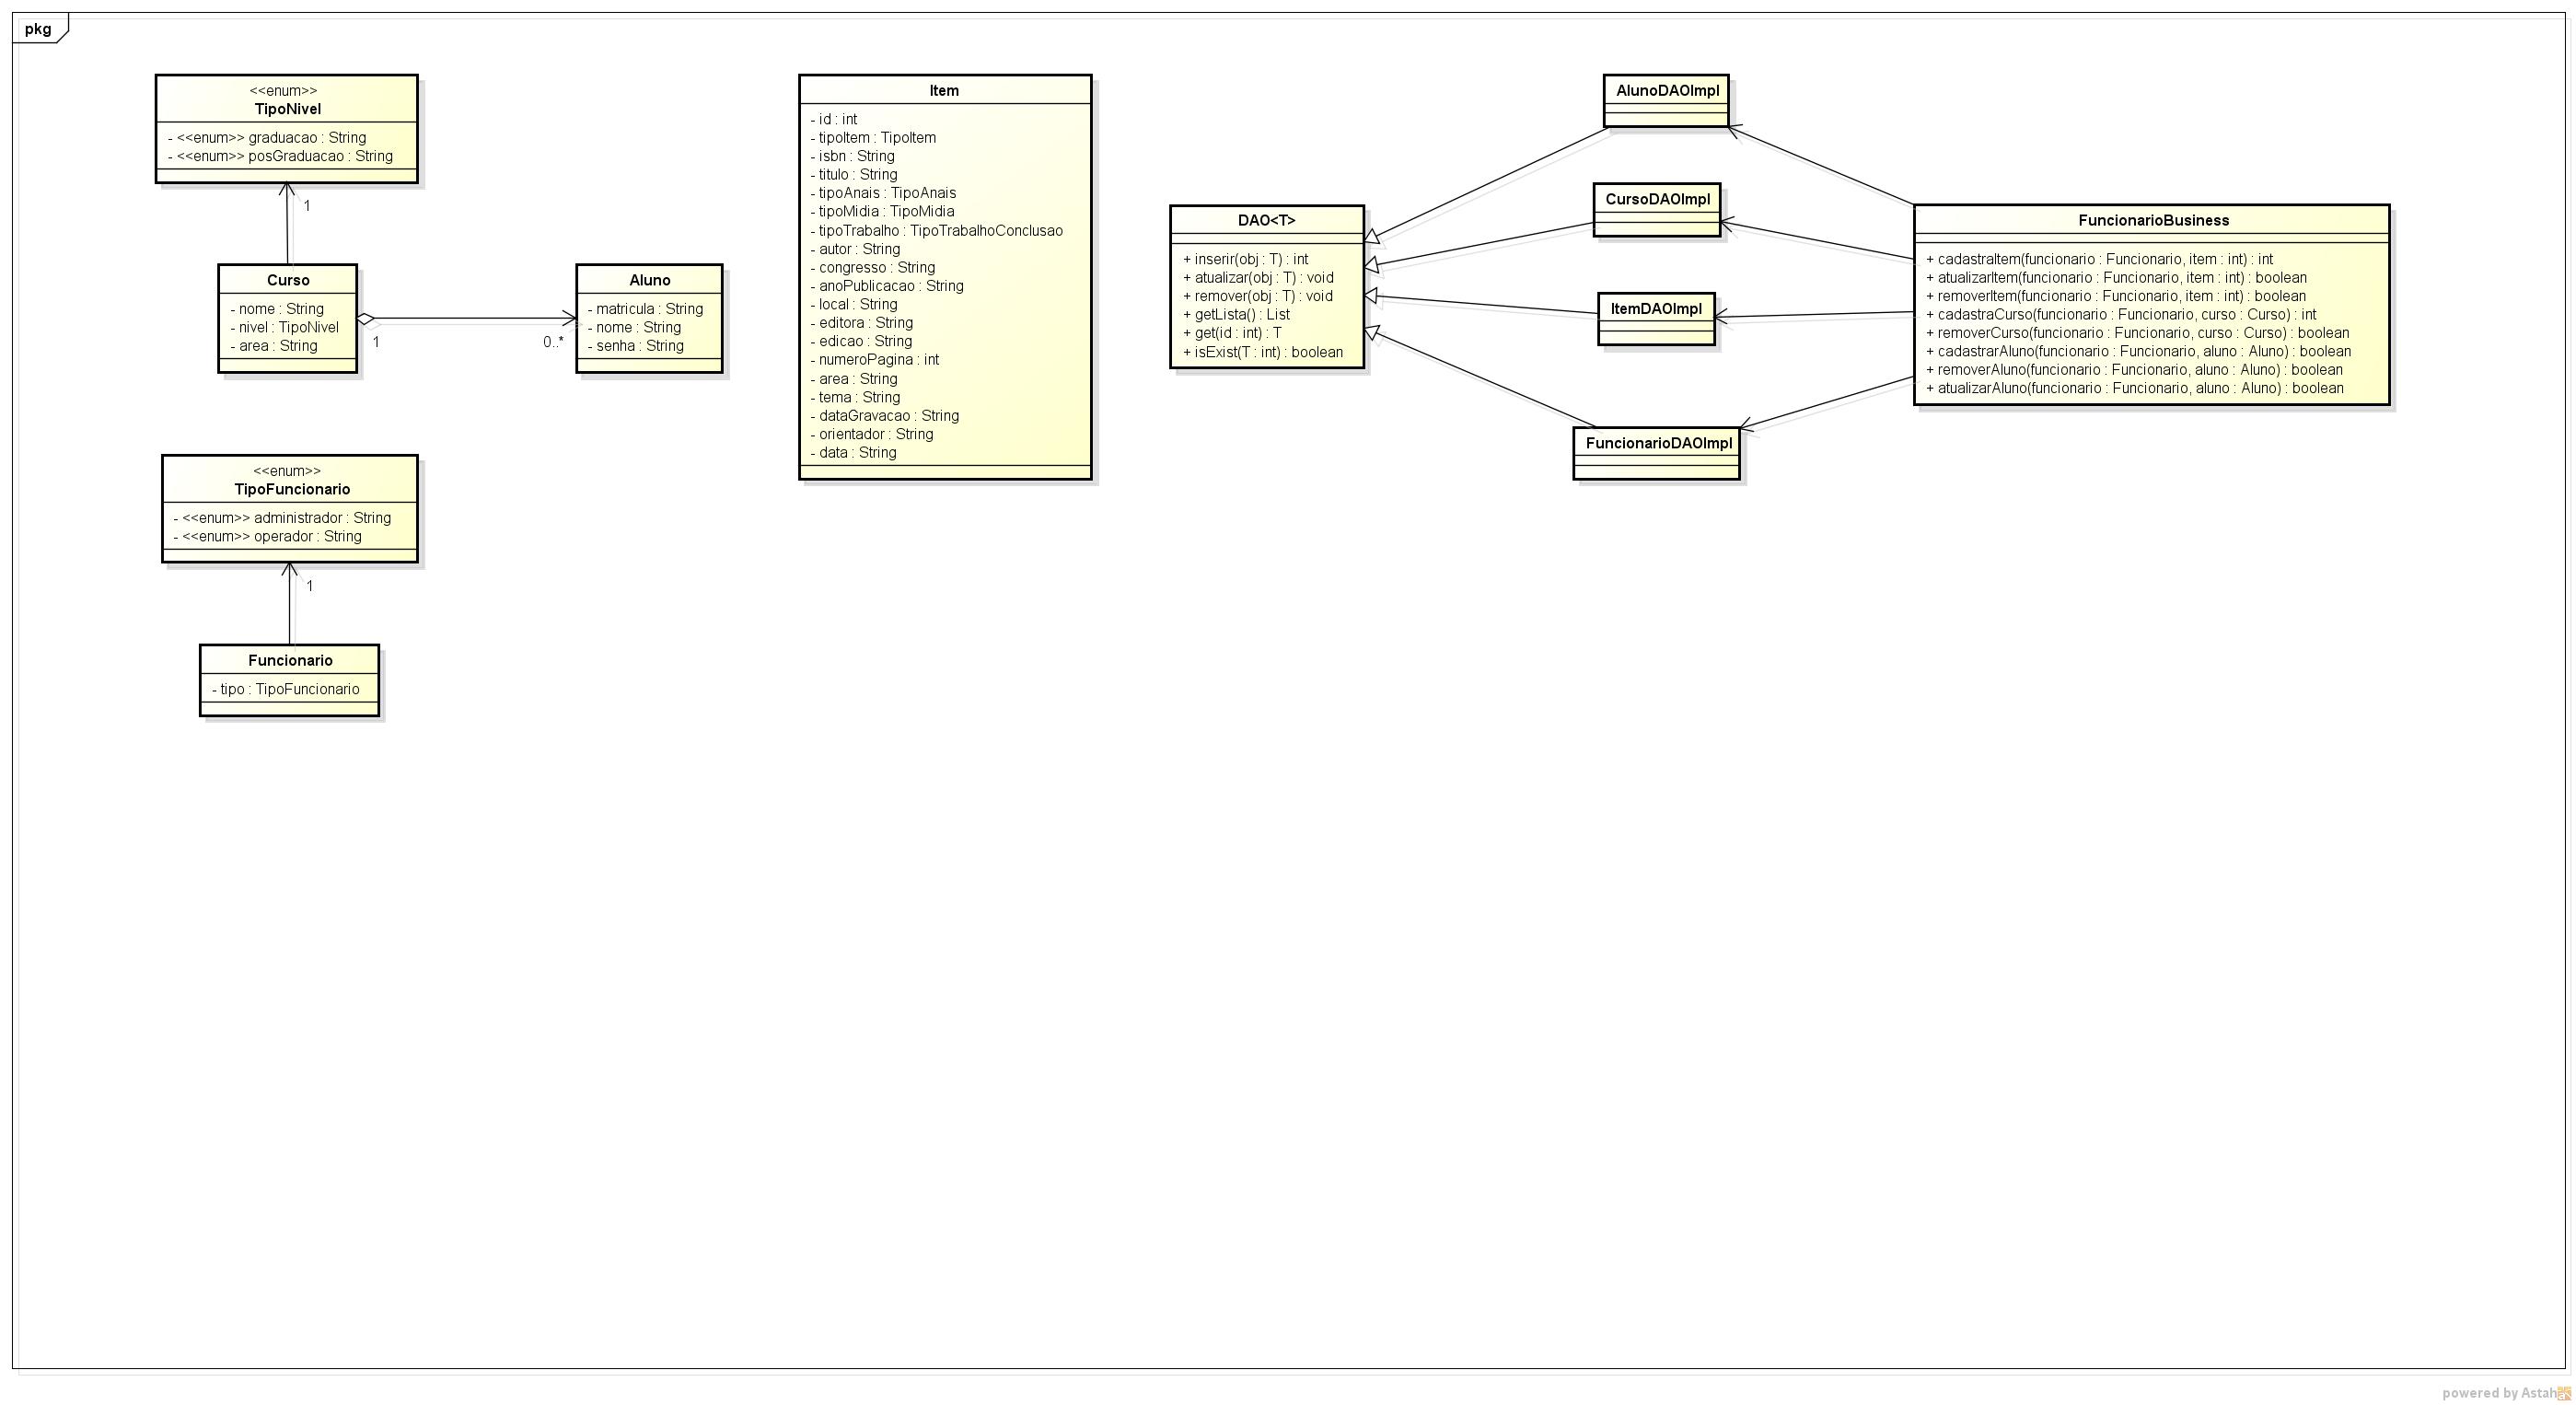 pkg
<<enum>>
TipoNivel
- <<enum>> graduacao : String
- <<enum>> posGraduacao : String
1
Curso
- nome : String
- nivel : TipoNivel
- area : String
1
0..*
Aluno
- matricula : String
- nome : String
- senha : String
<<enum>>
TipoFuncionario
- <<enum>> administrador : String
- <<enum>> operador : String
1
Funcionario
- tipo : TipoFuncionario
Item
- id : int
- tipoItem : TipoItem
- isbn : String
- titulo : String
- tipoAnais : TipoAnais
- tipoMidia : TipoMidia
- tipoTrabalho : TipoTrabalhoConclusao
- autor : String
- congresso : String
- anoPublicacao : String
- local : String
- editora : String
- edicao : String
- numeroPagina : int
- area : String
- tema : String
- dataGravacao : String
- orientador : String
- data : String
DAO<T>
+ inserir(obj : T) : int
+ atualizar(obj : T) : void
+ remover(obj : T) : void
+ getLista() : List
+ get(id : int) : T
+ isExist(T : int) : boolean
AlunoDAOImpl
CursoDAOImpl
ItemDAOImpl
FuncionarioDAOImpl
FuncionarioBusiness
+ cadastraItem(funcionario : Funcionario, item : int) : int
+ atualizarItem(funcionario : Funcionario, item : int) : boolean
+ removerItem(funcionario : Funcionario, item : int) : boolean
+ cadastraCurso(funcionario : Funcionario, curso : Curso) : int
+ removerCurso(funcionario : Funcionario, curso : Curso) : boolean
+ cadastrarAluno(funcionario : Funcionario, aluno : Aluno) : boolean
+ removerAluno(funcionario : Funcionario, aluno : Aluno) : boolean
+ atualizarAluno(funcionario : Funcionario, aluno : Aluno) : boolean
powered by Astah